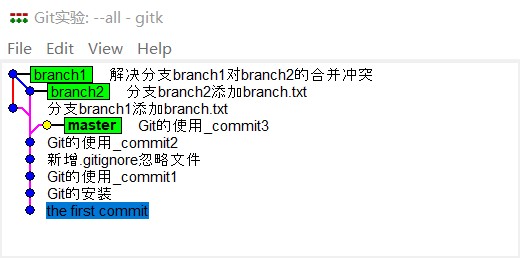 Git实验: --all - gitk
File Edit View Help
branch1 解决分支branch1对branch2的合并冲突
branch2 分支branch2添加branch.txt
分支branch1添加branch.txt
master Git的使用_commit3
Git的使用_commit2
新增.gitignore忽略文件
Git的使用_commit1
Git的安装
the first commit